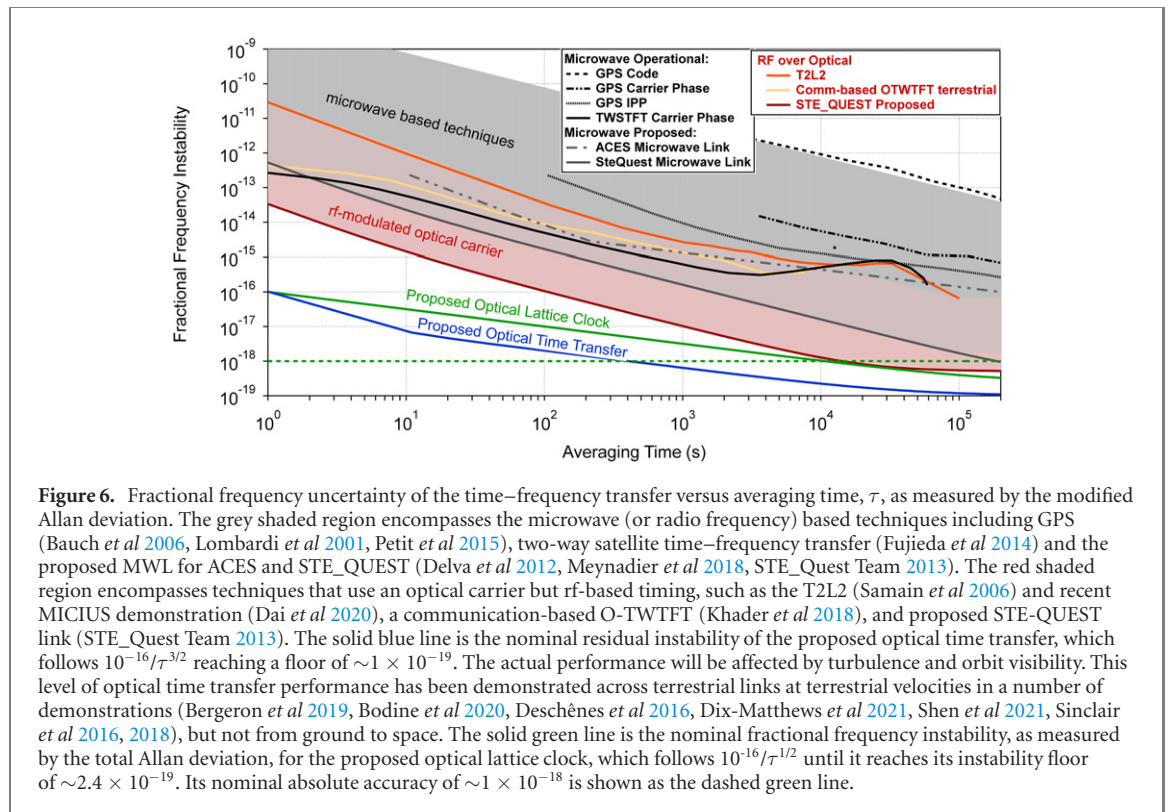 10⁻⁹
10⁻¹⁰
10⁻¹¹
10⁻¹²
10⁻¹³
10⁻¹⁴
10⁻¹⁵
10⁻¹⁶
10⁻¹⁷
10⁻¹⁸
10⁻¹⁹
Fractional Frequency Instability
microwave based techniques
rf-modulated optical carrier
Proposed Optical Lattice Clock
Proposed Optical Time Transfer
Microwave Operational:
GPS Code
GPS Carrier Phase
GPS IPP
TWSTFT Carrier Phase
Microwave Proposed:
ACES Microwave Link
SteQuest Microwave Link
RF over Optical
T2L2
Comm-based OTWTFT terrestrial
STE_QUEST Proposed
10⁰ 10¹ 10² 10³ 10⁴ 10⁵
Averaging Time (s)
Figure 6. Fractional frequency uncertainty of the time–frequency transfer versus averaging time, τ, as measured by the modified
Allan deviation. The grey shaded region encompasses the microwave (or radio frequency) based techniques including GPS
(Bauch et al 2006, Lombardi et al 2001, Petit et al 2015), two-way satellite time–frequency transfer (Fujieda et al 2014) and the
proposed MWL for ACES and STE_QUEST (Delva et al 2012, Meynadier et al 2018, STE_Quest Team 2013). The red shaded
region encompasses techniques that use an optical carrier but rf-based timing, such as the T2L2 (Samain et al 2006) and recent
MICIUS demonstration (Dai et al 2020), a communication-based O-TWTFT (Khader et al 2018), and proposed STE-QUEST
link (STE_Quest Team 2013). The solid blue line is the nominal residual instability of the proposed optical time transfer, which
follows 10⁻¹⁶/τ³/² reaching a floor of ∼1 × 10⁻¹⁹. The actual performance will be affected by turbulence and orbit visibility. This
level of optical time transfer performance has been demonstrated across terrestrial links at terrestrial velocities in a number of
demonstrations (Bergeron et al 2019, Bodine et al 2020, Deschênes et al 2016, Dix-Matthews et al 2021, Shen et al 2021, Sinclair
et al 2016, 2018), but not from ground to space. The solid green line is the nominal fractional frequency instability, as measured
by the total Allan deviation, for the proposed optical lattice clock, which follows 10⁻¹⁶/τ¹/² until it reaches its instability floor
of ∼2.4 × 10⁻¹⁹. Its nominal absolute accuracy of ∼1 × 10⁻¹⁸ is shown as the dashed green line.